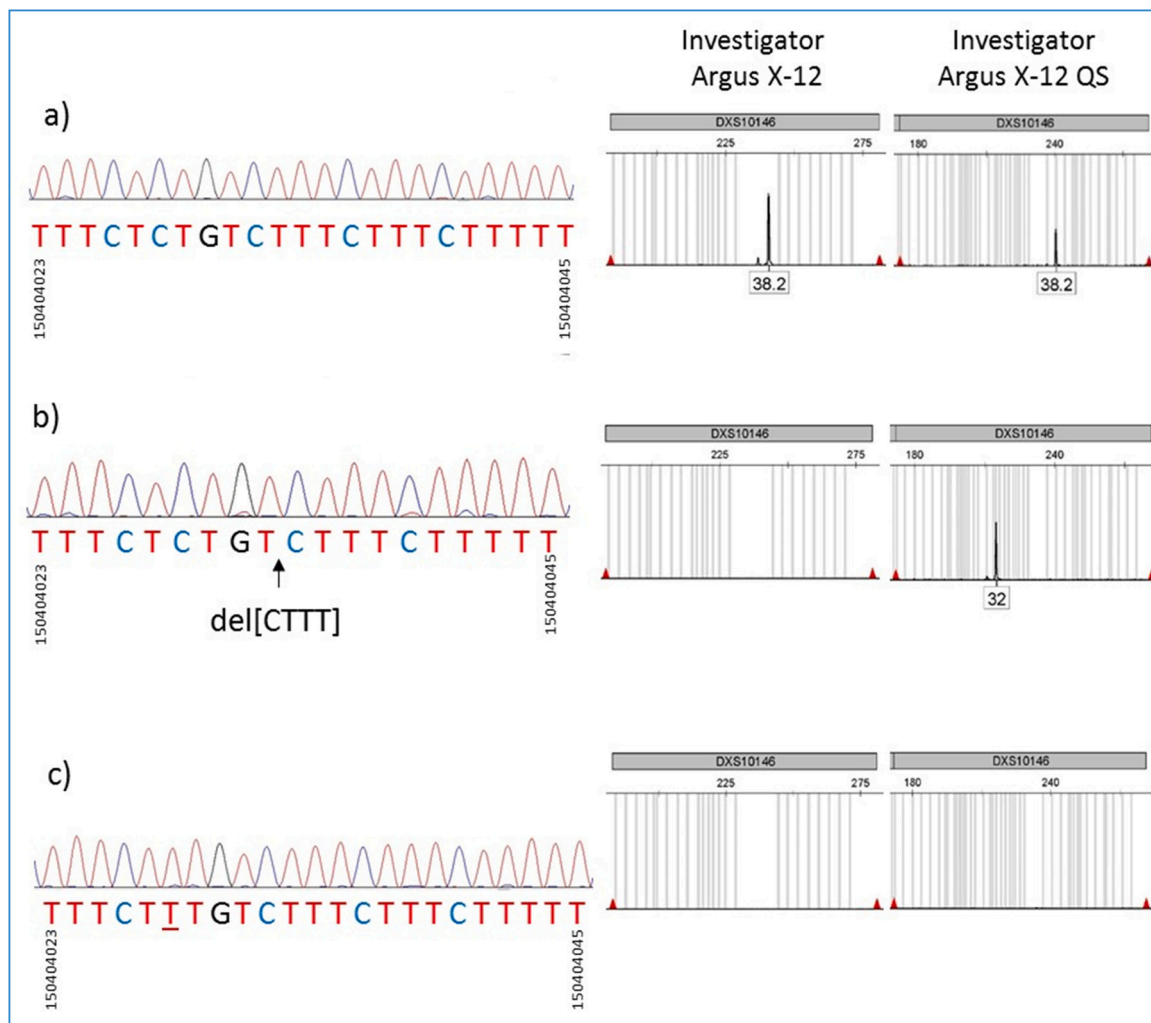 Investigator
Argus X-12
Investigator
Argus X-12 QS
a)
DXS10146
225 275
DXS10146
180 240
TTTCTCTGTCTTTCTTTCTTTTT
150404023
150404045
38.2
38.2
b)
DXS10146
225 275
DXS10146
180 240
TTTCTCTGTCTTTCTTTTT
150404023
150404045
del[CTTT]
32
c)
DXS10146
225 275
DXS10146
180 240
TTTCTTTGTCTTTCTTTCTTTTT
150404023
150404045